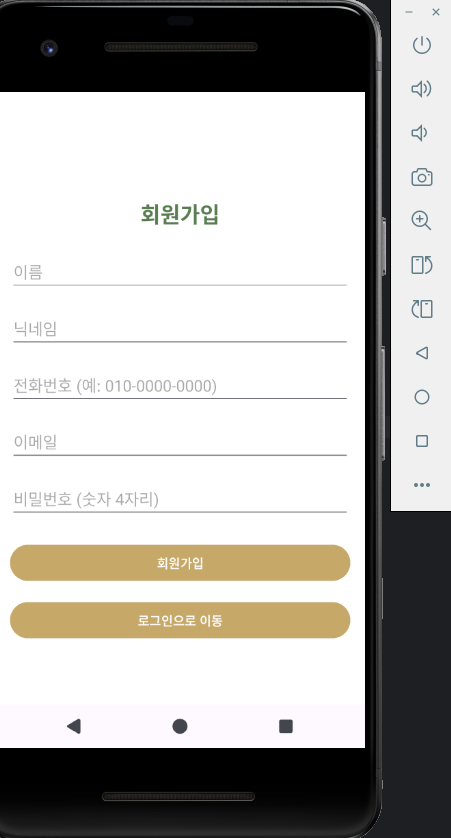 회원가입
이름
닉네임
전화번호 (예: 010-0000-0000)
이메일
비밀번호 (숫자 4자리)
회원가입
로그인으로 이동